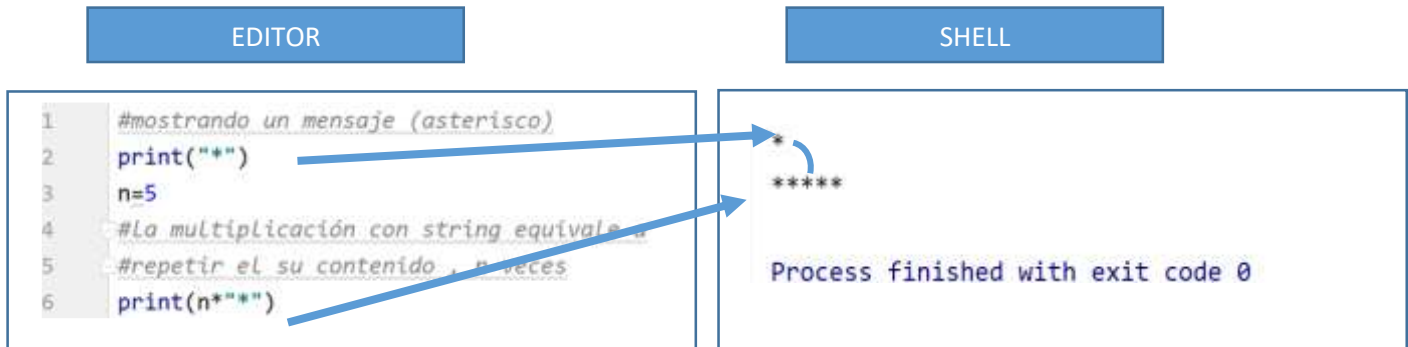 EDITOR
SHELL
1 #mostrando un mensaje (asterisco)
2 print("*")
3 n=5
4 #la multiplicación con string equivale a
5 #repetir el su contenido , n veces
6 print(n*"*")
*
*****
Process finished with exit code 0